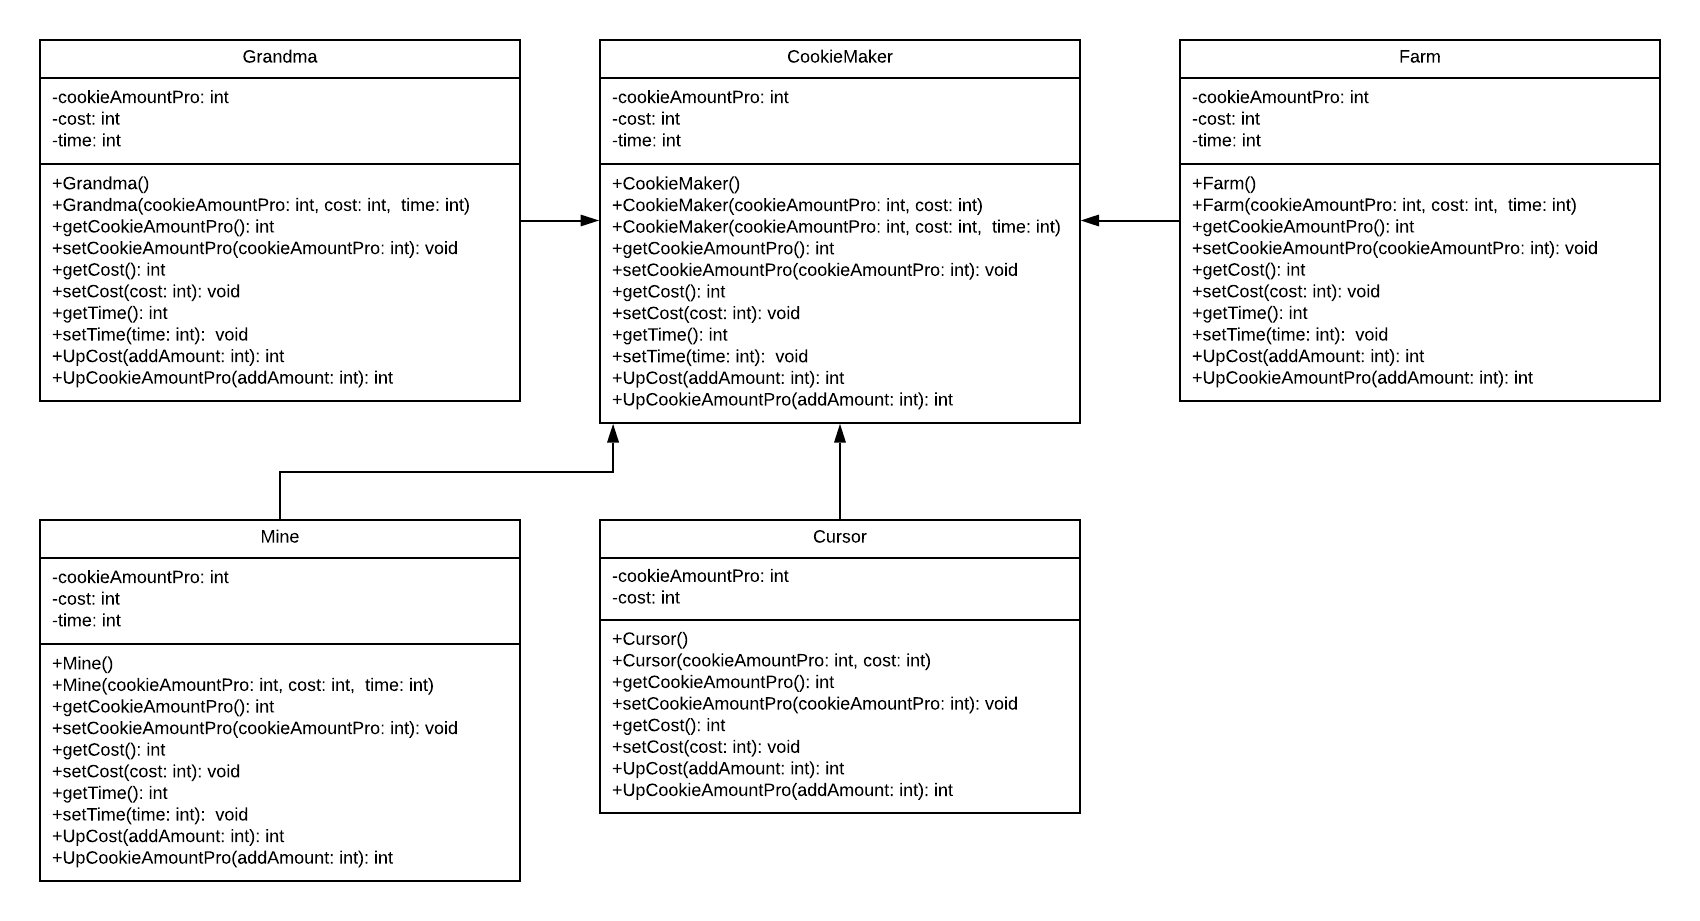 Grandma
-cookieAmountPro: int
-cost: int
-time: int
+Grandma()
+Grandma(cookieAmountPro: int, cost: int,  time: int)
+getCookieAmountPro(): int
+setCookieAmountPro(cookieAmountPro: int): void
+getCost(): int
+setCost(cost: int): void
+getTime(): int
+setTime(time: int):  void
+UpCost(addAmount: int): int
+UpCookieAmountPro(addAmount: int): int
CookieMaker
-cookieAmountPro: int
-cost: int
-time: int
+CookieMaker()
+CookieMaker(cookieAmountPro: int, cost: int)
+CookieMaker(cookieAmountPro: int, cost: int,  time: int)
+getCookieAmountPro(): int
+setCookieAmountPro(cookieAmountPro: int): void
+getCost(): int
+setCost(cost: int): void
+getTime(): int
+setTime(time: int):  void
+UpCost(addAmount: int): int
+UpCookieAmountPro(addAmount: int): int
Farm
-cookieAmountPro: int
-cost: int
-time: int
+Farm()
+Farm(cookieAmountPro: int, cost: int,  time: int)
+getCookieAmountPro(): int
+setCookieAmountPro(cookieAmountPro: int): void
+getCost(): int
+setCost(cost: int): void
+getTime(): int
+setTime(time: int):  void
+UpCost(addAmount: int): int
+UpCookieAmountPro(addAmount: int): int
Mine
-cookieAmountPro: int
-cost: int
-time: int
+Mine()
+Mine(cookieAmountPro: int, cost: int,  time: int)
+getCookieAmountPro(): int
+setCookieAmountPro(cookieAmountPro: int): void
+getCost(): int
+setCost(cost: int): void
+getTime(): int
+setTime(time: int):  void
+UpCost(addAmount: int): int
+UpCookieAmountPro(addAmount: int): int
Cursor
-cookieAmountPro: int
-cost: int
+Cursor()
+Cursor(cookieAmountPro: int, cost: int)
+getCookieAmountPro(): int
+setCookieAmountPro(cookieAmountPro: int): void
+getCost(): int
+setCost(cost: int): void
+UpCost(addAmount: int): int
+UpCookieAmountPro(addAmount: int): int